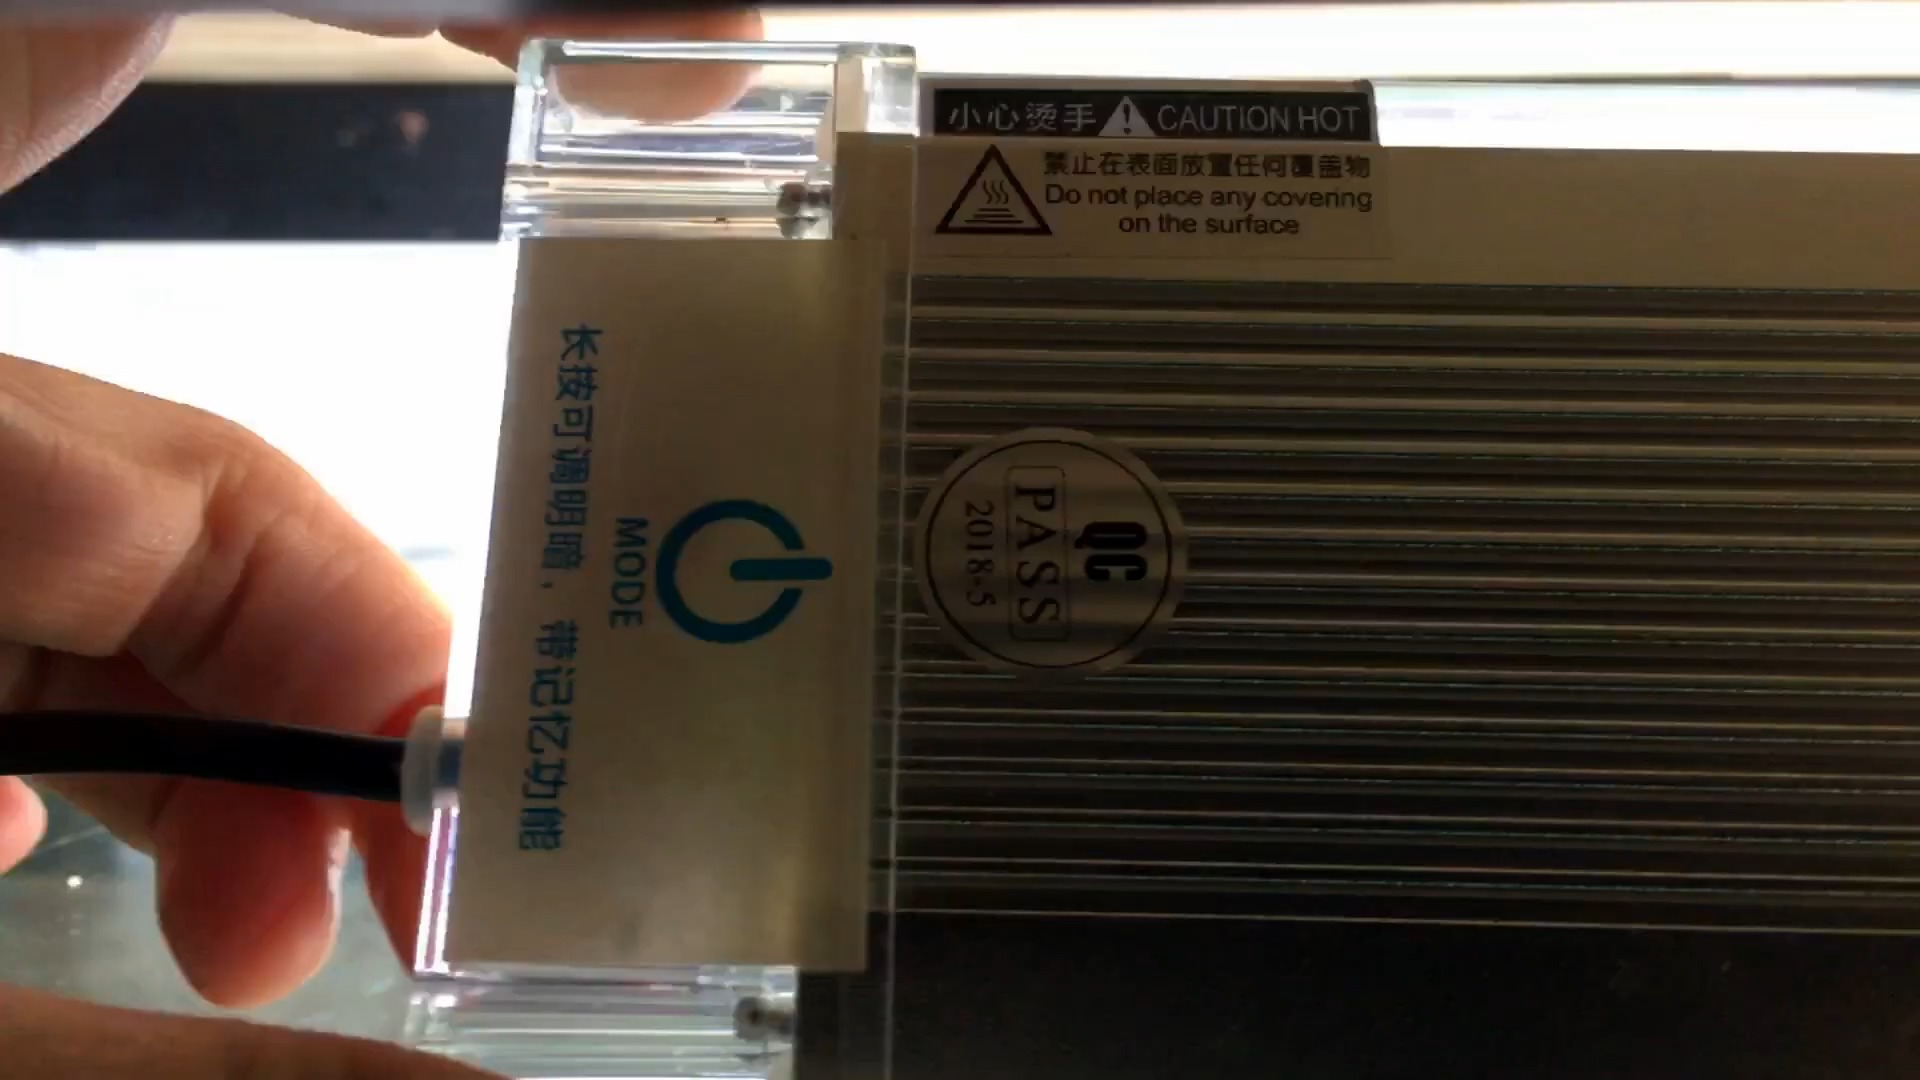 小心烫手 CAUTION HOT
禁止在表面放置任何覆盖物
Do not place any covering
on the surface
QC
PASS
2018-5
MODE
长按可调明暗，带记忆功能